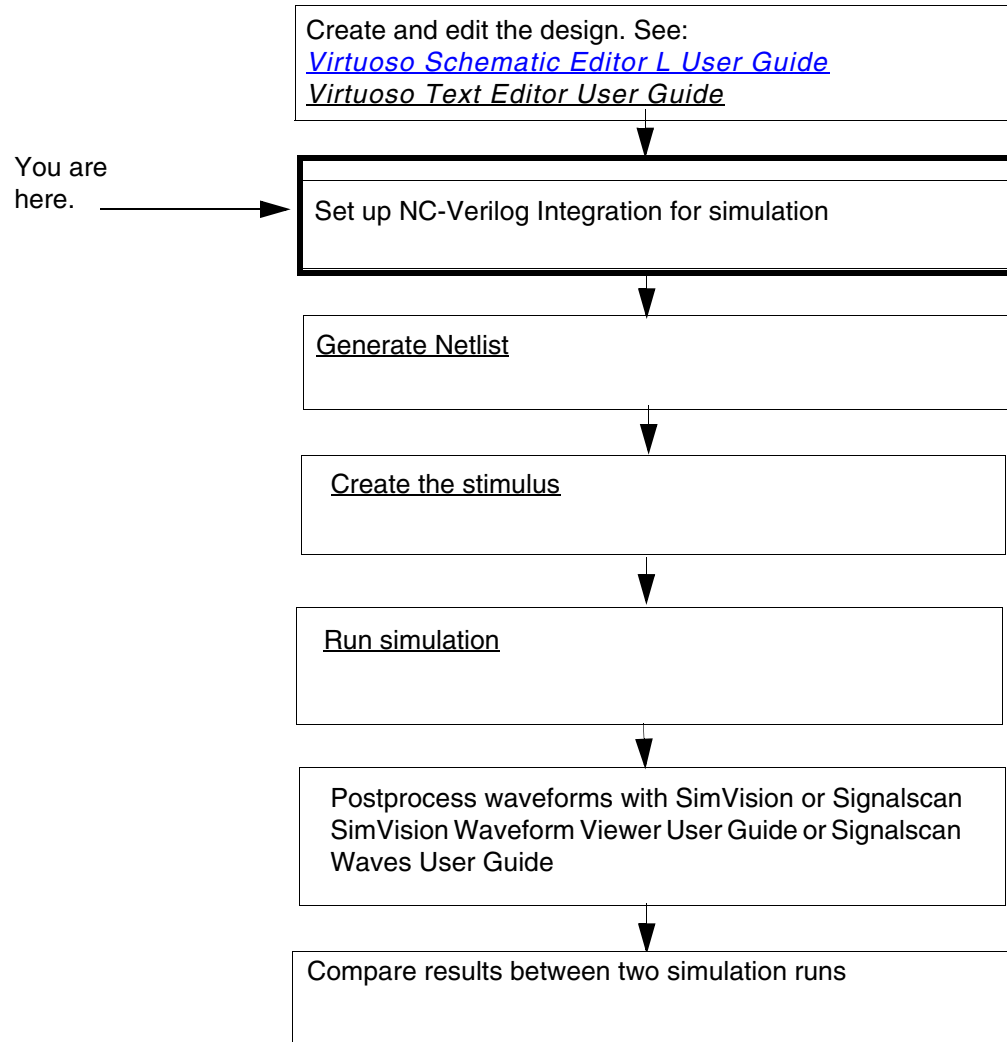 Create and edit the design. See:
Virtuoso Schematic Editor L User Guide
Virtuoso Text Editor User Guide
You are
here.
Set up NC-Verilog Integration for simulation
Generate Netlist
Create the stimulus
Run simulation
Postprocess waveforms with SimVision or Signalscan
SimVision Waveform Viewer User Guide or Signalscan
Waves User Guide
Compare results between two simulation runs